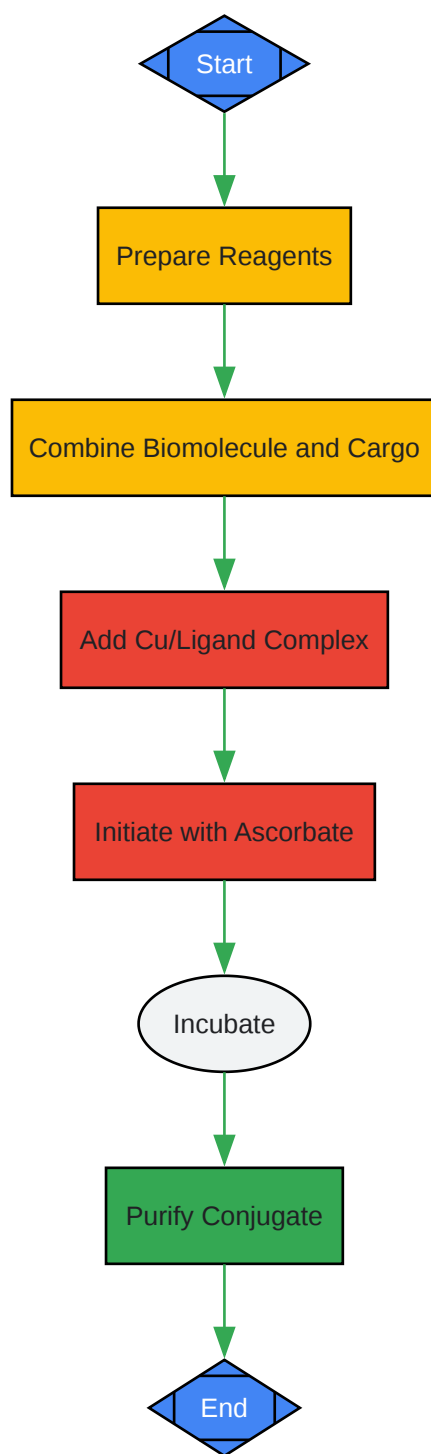 Start
Prepare Reagents
Combine Biomolecule and Cargo
Add Cu/Ligand Complex
Initiate with Ascorbate
Incubate
Purify Conjugate
End